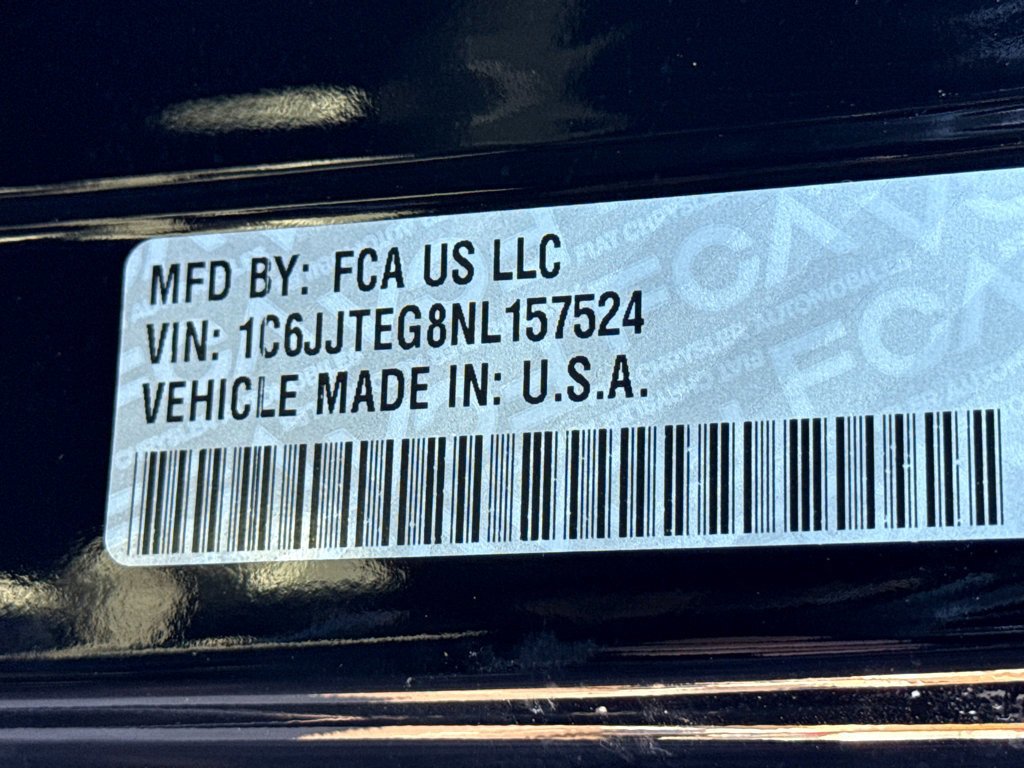 MFD BY: FCA US LLC
VIN: 1C6JJTEG8NL157524
VEHICLE MADE IN: U.S.A.